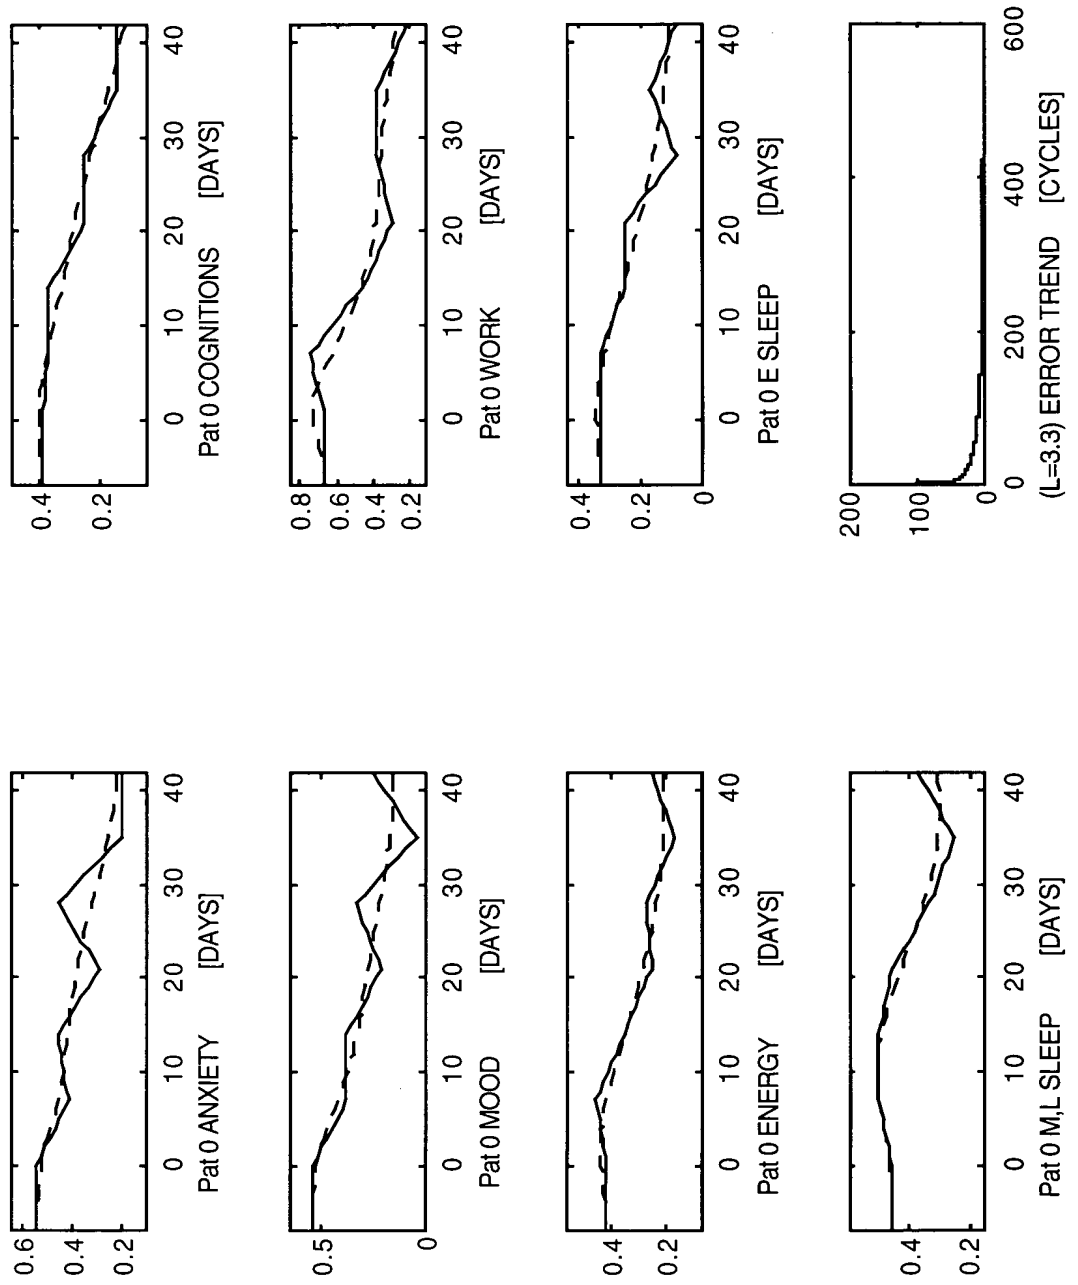 0.6
0.4
0.2
0 10 20 30 40
Pat 0 ANXIETY [DAYS]
0.5
0
0 10 20 30 40
Pat 0 MOOD [DAYS]
0.4
0.2
0 10 20 30 40
Pat 0 ENERGY [DAYS]
0.4
0.2
0 10 20 30 40
Pat 0 M,L SLEEP [DAYS]
0.4
0.2
0 10 20 30 40
Pat 0 COGNITIONS [DAYS]
0.8
0.6
0.4
0.2
0 10 20 30 40
Pat 0 WORK [DAYS]
0.4
0.2
0
0 10 20 30 40
Pat 0 E SLEEP [DAYS]
200
100
0
0 200 400 600
(L=3.3) ERROR TREND [CYCLES]